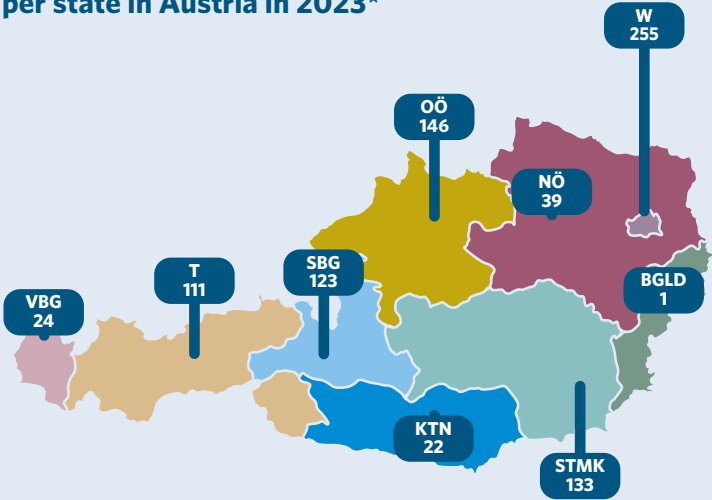 per state in Austria in 2023*
W
255
OÖ
146
NÖ
39
SBG
123
T
111
BGLD
1
VBG
24
KTN
22
STMK
133